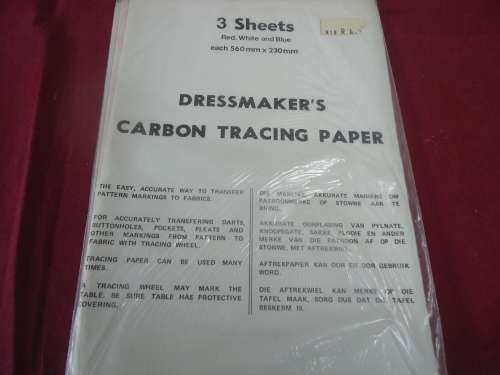 3 Sheets
Red, White and Blue
each 560mm x 230mm
DRESSMAKER'S
CARBON TRACING PAPER
THE EASY, ACCURATE WAY TO TRANSFER
PATTERN MARKINGS TO FABRICS.
FOR ACCURATELY TRANSFERING DARTS,
BUTTONHOLES, POCKETS, PLEATS AND
OTHER MARKINGS FROM PATTERN TO
FABRIC WITH TRACING WHEEL.
TRACING PAPER CAN BE USED MANY
TIMES.
A TRACING WHEEL MAY MARK THE
TABLE. BE SURE TABLE HAS PROTECTIVE
COVERING.
DIE MAKLIKE, AKKURATE MANIERE OM
PATROONMERKE OP STOWWE AAN TE
BRING.
AKKURATE OORPLASING VAN PYLNATE,
KNOOPSGATE, SAKKE, PLOOIE EN ANDER
MERKE VAN DIE PATROON AF OP DIE
STOWWE, MET AFTREKWIEL.
AFTREKPAPIER KAN OOR EN OOR GEBRUIK
WORD.
DIE AFTREKWIEL KAN MERKE OP DIE
TAFEL MAAK, SORG DUS DAT DIE TAFEL
BESKERM IS.